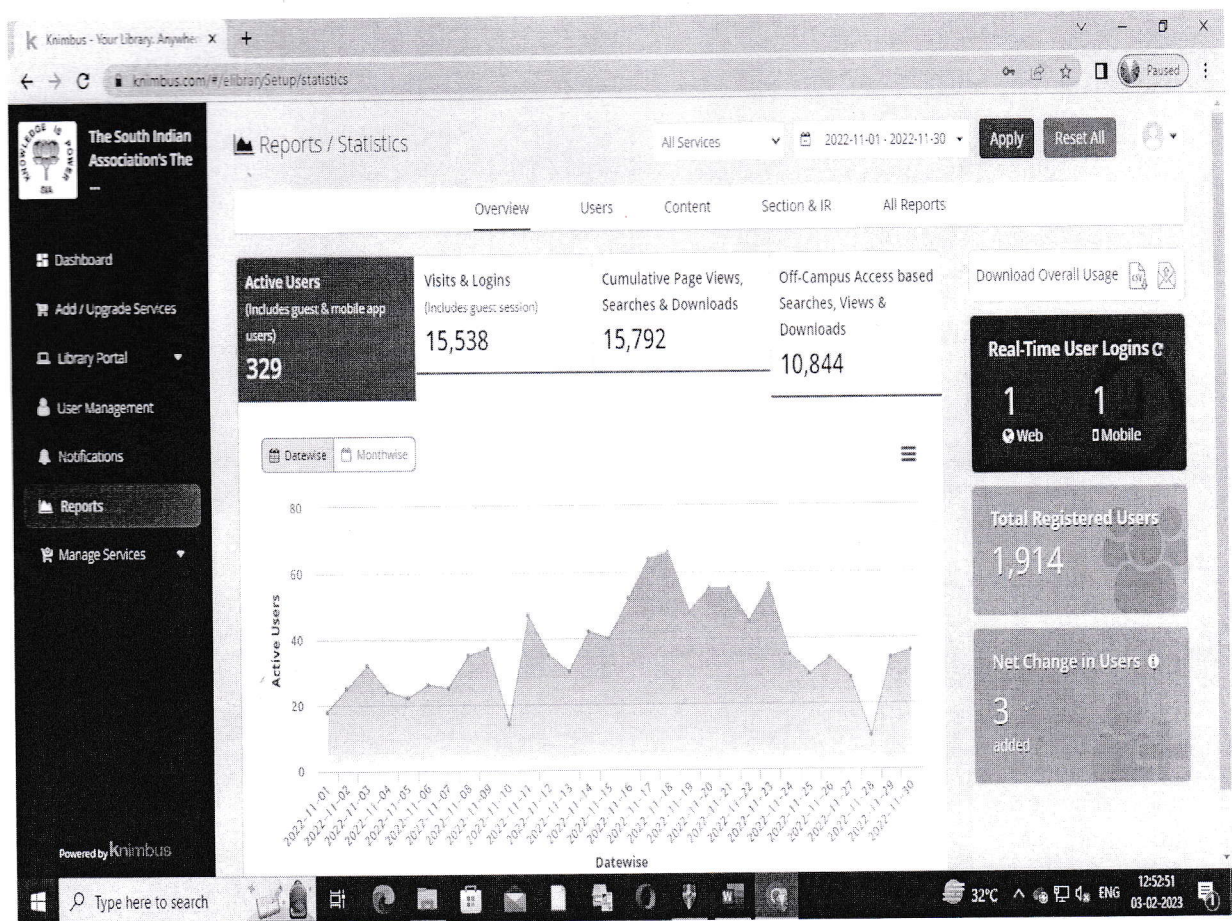 Knimbus - Your Library. Anywhe
knimbus.com/#/elibrarySetup/statistics
Paused
KNOWLEDGE IS POWER
The South Indian
Association's The
...
Reports / Statistics
All Services
2022-11-01 - 2022-11-30
Apply
Reset All
Overview
Users
Content
Section & IR
All Reports
Dashboard
Add / Upgrade Services
Library Portal
User Management
Notifications
Reports
Manage Services
Powered by Knimbus
Active Users
(Includes guest & mobile app
users)
329
Visits & Logins
(Includes guest session)
15,538
Cumulative Page Views,
Searches & Downloads
15,792
Off-Campus Access based
Searches, Views &
Downloads
10,844
Download Overall Usage
CSV
Real-Time User Logins
1
Web
1
Mobile
Total Registered Users
1,914
Net Change in Users
3
added
Datewise
Monthwise
Active Users
80
60
40
20
0
2022-11-01
2022-11-02
2022-11-03
2022-11-04
2022-11-05
2022-11-06
2022-11-07
2022-11-08
2022-11-09
2022-11-10
2022-11-11
2022-11-12
2022-11-13
2022-11-14
2022-11-15
2022-11-16
2022-11-17
2022-11-18
2022-11-19
2022-11-20
2022-11-21
2022-11-22
2022-11-23
2022-11-24
2022-11-25
2022-11-26
2022-11-27
2022-11-28
2022-11-29
2022-11-30
Datewise
Type here to search
32°C
ENG
12:52:51
03-02-2023
1